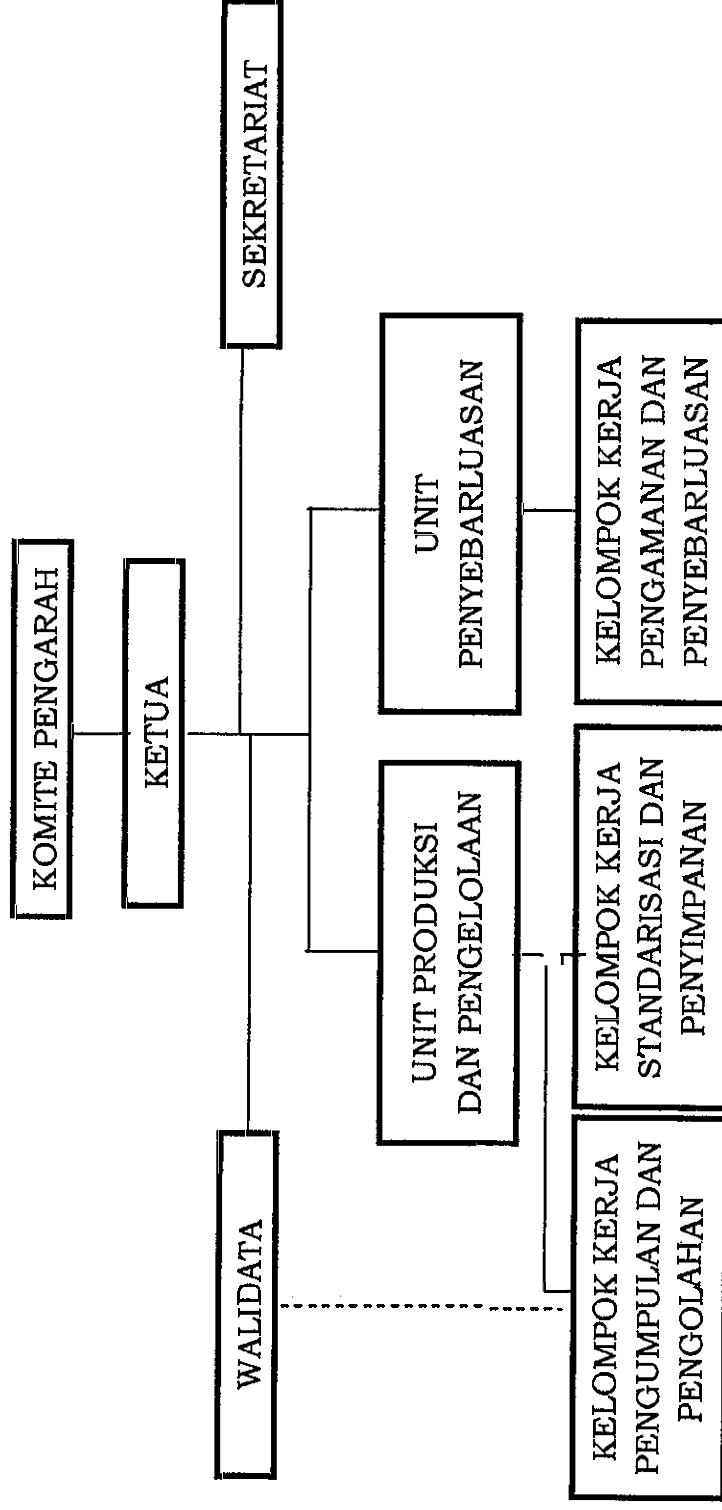 KOMITE PENGARAH
KETUA
WALIDATA
SEKRETARIAT
UNIT PRODUKSI
DAN PENGELOLAAN
UNIT
PENYEBARLUASAN
KELOMPOK KERJA
PENGUMPULAN DAN
PENGOLAHAN
KELOMPOK KERJA
STANDARISASI DAN
PENYIMPANAN
KELOMPOK KERJA
PENGAMANAN DAN
PENYEBARLUASAN